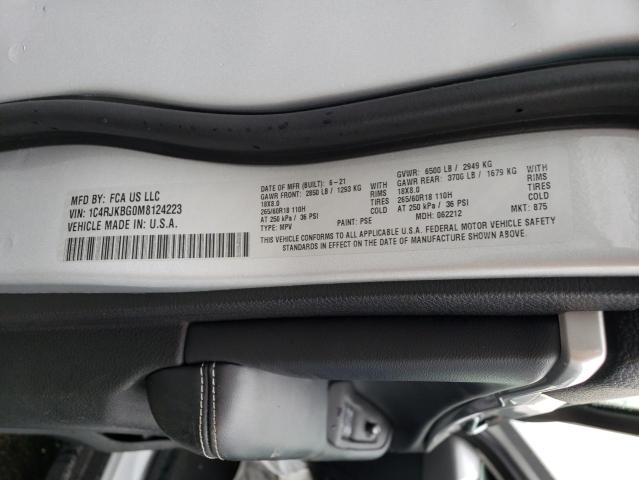 MFD BY: FCA US LLC
VIN: 1C4RJKBG0M8124223
VEHICLE MADE IN: U.S.A.
DATE OF MFR (BUILT): 6-21
GAWR FRONT: 2850 LB / 1293 KG WITH
18X8.0 RIMS
265/60R18 110H TIRES
AT 250 kPa / 36 PSI COLD
TYPE: MPV PAINT: PSE
GVWR: 6500 LB / 2949 KG
GAWR REAR: 3700 LB / 1679 KG WITH
18X8.0 RIMS
265/60R18 110H TIRES
AT 250 kPa / 36 PSI COLD
MDH: 062212 MKT: 875
THIS VEHICLE CONFORMS TO ALL APPLICABLE U.S.A. FEDERAL MOTOR VEHICLE SAFETY
STANDARDS IN EFFECT ON THE DATE OF MANUFACTURE SHOWN ABOVE.